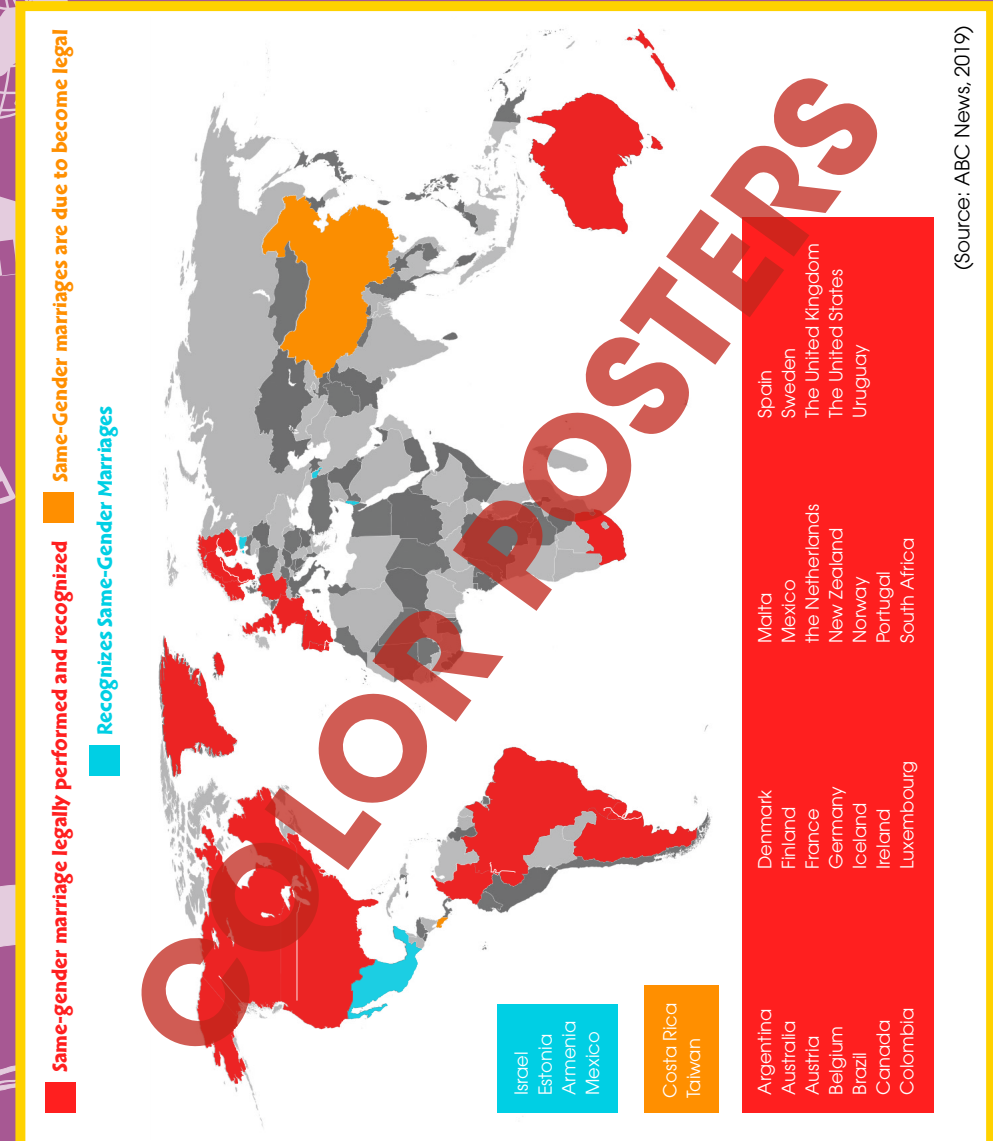 Same-gender marriage legally performed and recognized
Same-Gender marriages are due to become legal
Recognizes Same-Gender Marriages
Israel
Estonia
Armenia
Mexico
Costa Rica
Taiwan
Argentina
Australia
Austria
Belgium
Brazil
Canada
Colombia
Denmark
Finland
France
Germany
Iceland
Ireland
Luxembourg
Malta
Mexico
the Netherlands
New Zealand
Norway
Portugal
South Africa
Spain
Sweden
The United Kingdom
The United States
Uruguay
(Source: ABC News, 2019)
COLOR POSTERS